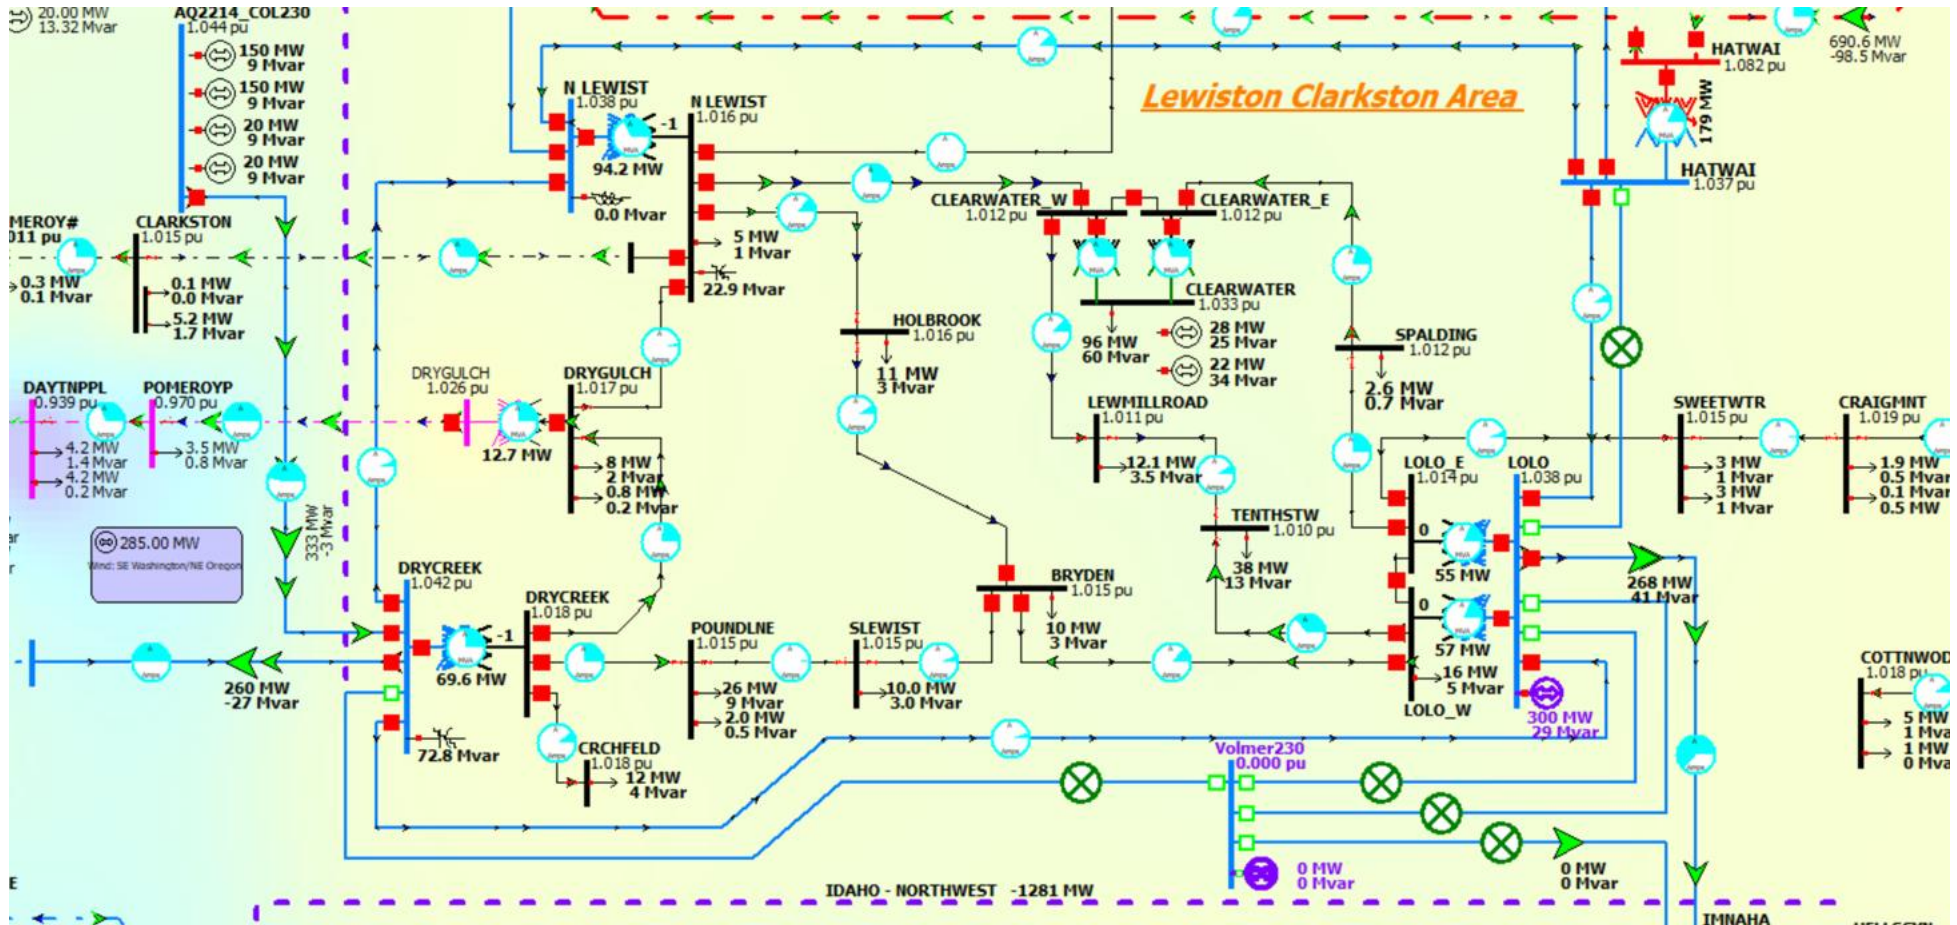 20.00 MW
13.32 Mvar
AQ2214_COL230
1.044 pu
150 MW
9 Mvar
150 MW
9 Mvar
20 MW
9 Mvar
20 MW
9 Mvar
N LEWIST
1.038 pu
-1
94.2 MW
0.0 Mvar
N LEWIST
1.016 pu
5 MW
1 Mvar
22.9 Mvar
Lewiston Clarkston Area
HATWAI
1.082 pu
690.6 MW
-98.5 Mvar
179 MW
HATWAI
1.037 pu
MEROY#
011 pu
0.3 MW
0.1 Mvar
CLARKSTON
1.015 pu
0.1 MW
0.0 Mvar
5.2 MW
1.7 Mvar
CLEARWATER_W
1.012 pu
CLEARWATER_E
1.012 pu
CLEARWATER
1.033 pu
96 MW
60 Mvar
28 MW
25 Mvar
22 MW
34 Mvar
HOLBROOK
1.016 pu
11 MW
3 Mvar
SPALDING
1.012 pu
2.6 MW
0.7 Mvar
DAYTNPPL
0.939 pu
4.2 MW
1.4 Mvar
4.2 MW
0.2 Mvar
POMEROYP
0.970 pu
3.5 MW
0.8 Mvar
DRYGULCH
1.026 pu
12.7 MW
DRYGULCH
1.017 pu
8 MW
2 Mvar
0.8 MW
0.2 Mvar
LEWMILLROAD
1.011 pu
12.1 MW
3.5 Mvar
SWEETWTR
1.015 pu
3 MW
1 Mvar
3 MW
1 Mvar
CRAIGMNT
1.019 pu
1.9 MW
0.5 Mvar
0.1 MW
0.5 MW
LOLO_E
1.014 pu
LOLO
1.038 pu
0
55 MW
0
57 MW
16 MW
5 Mvar
LOLO_W
300 MW
29 Mvar
268 MW
41 Mvar
TENTHSTW
1.010 pu
38 MW
13 Mvar
285.00 MW
Wind: SE Washington/NE Oregon
333 MW
-3 Mvar
DRYCREEK
1.042 pu
-1
69.6 MW
72.8 Mvar
DRYCREEK
1.018 pu
260 MW
-27 Mvar
POUNDLNE
1.015 pu
26 MW
9 Mvar
2.0 MW
0.5 Mvar
SLEWIST
1.015 pu
10.0 MW
3.0 Mvar
BRYDEN
1.015 pu
10 MW
3 Mvar
CRCHFELD
1.018 pu
12 MW
4 Mvar
COTTNWOD
1.018 pu
5 MW
1 Mva
1 MW
0 Mva
Volmer230
0.000 pu
0 MW
0 Mvar
0 MW
0 Mvar
IDAHO - NORTHWEST -1281 MW
IMNAHA